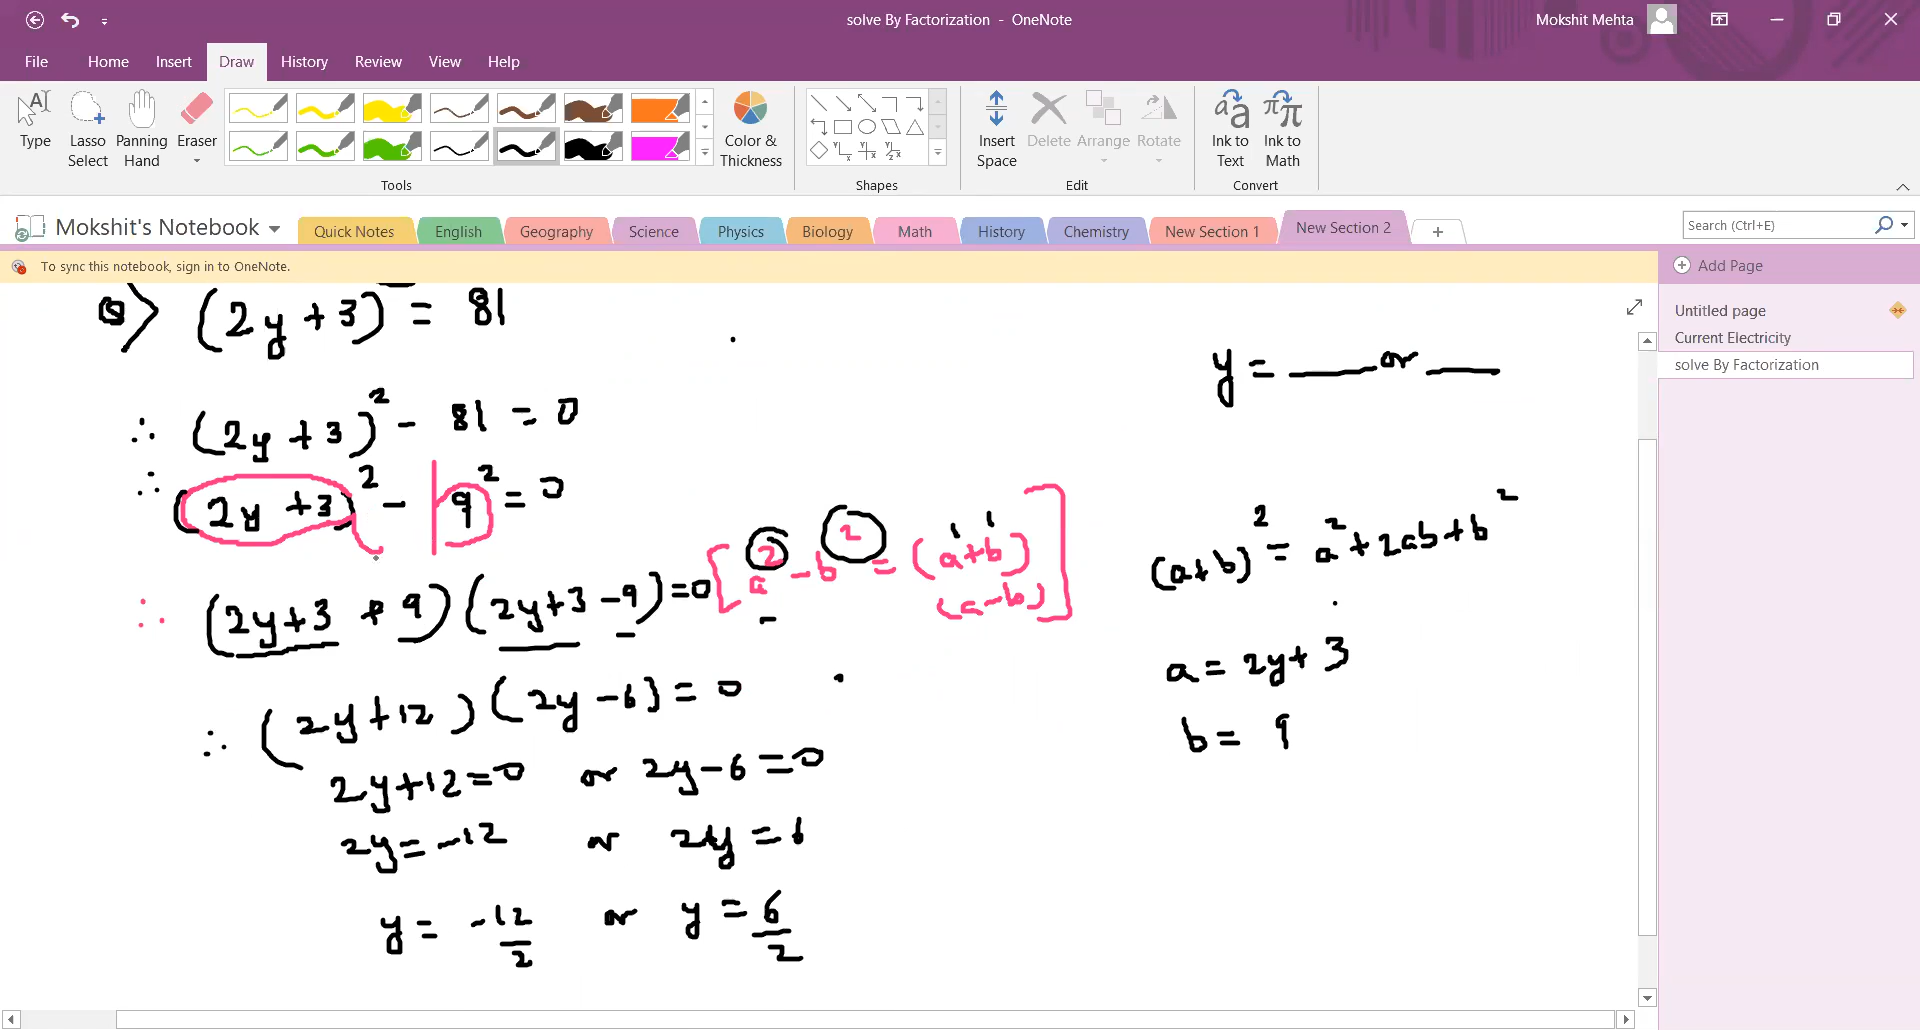 solve By Factorization - OneNote
Mokshit Mehta
File Home Insert Draw History Review View Help
Type Lasso Select Panning Hand Eraser Color & Thickness Insert Space Delete Arrange Rotate Ink to Text Ink to Math
Tools Shapes Edit Convert
Mokshit's Notebook Quick Notes English Geography Science Physics Biology Math History Chemistry New Section 1 New Section 2 +
Search (Ctrl+E)
To sync this notebook, sign in to OneNote.
Add Page
Untitled page
Current Electricity
solve By Factorization
(2y+3)² = 81
y = ____ or ____
∴ (2y+3)² - 81 = 0
∴ (2y+3)² - 9² = 0
[a² - b² = (a+b)
(a-b)]
(a+b)² = a²+2ab+b²
∴ (2y+3 + 9)(2y+3 -9)=0
a = 2y+3
∴ (2y+12)(2y-6)=0
b = 9
2y+12=0 or 2y-6=0
2y=-12 or 2y=6
y = -12/2 or y = 6/2